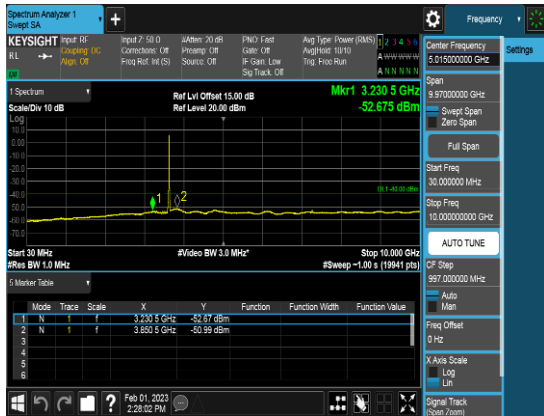 Spectrum Analyzer 1
Swept SA
+
Frequency
KEYSIGHT
RL
Input: RF
Coupling: DC
Align: Off
Input Z: 50 Ω
Corrections: Off
Freq Ref: Int (S)
#Atten: 20 dB
Preamp: Off
Source: Off
PNO: Fast
Gate: Off
IF Gain: Low
Sig Track: Off
Avg Type: Power (RMS)
Avg|Hold: 10/10
Trig: Free Run
1 2 3 4 5 6
A W W W W W
A N N N N N
1 Spectrum
Scale/Div 10 dB
Ref Lvl Offset 15.00 dB
Ref Level 20.00 dBm
Mkr1 3.230 5 GHz
-52.675 dBm
Log
10.0
0.00
-10.0
-20.0
-30.0
-40.0
-50.0
-60.0
-70.0
DL1 -40.00 dBm
1
2
Start 30 MHz
#Video BW 3.0 MHz*
Stop 10.000 GHz
#Res BW 1.0 MHz
#Sweep ~1.00 s (19941 pts)
5 Marker Table
Mode Trace Scale X Y Function Function Width Function Value
1 N 1 f 3.230 5 GHz -52.67 dBm
2 N 1 f 3.850 5 GHz -50.99 dBm
3
4
5
6
Feb 01, 2023
2:28:02 PM
Center Frequency
5.015000000 GHz
Settings
Span
9.97000000 GHz
Swept Span
Zero Span
Full Span
Start Freq
30.000000 MHz
Stop Freq
10.000000000 GHz
AUTO TUNE
CF Step
997.000000 MHz
Auto
Man
Freq Offset
0 Hz
X Axis Scale
Log
Lin
Signal Track
(Span Zoom)